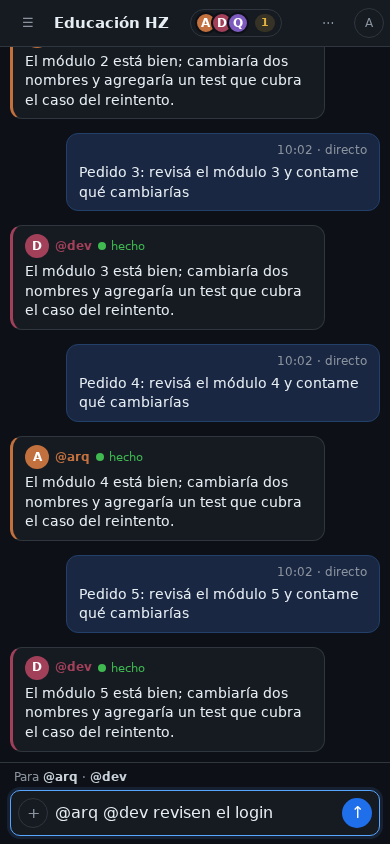 ☰ Educación HZ A D Q 1 ··· A
El módulo 2 está bien; cambiaría dos
nombres y agregaría un test que cubra
el caso del reintento.
10:02 · directo
Pedido 3: revisá el módulo 3 y contame
qué cambiarías
D @dev ● hecho
El módulo 3 está bien; cambiaría dos
nombres y agregaría un test que cubra
el caso del reintento.
10:02 · directo
Pedido 4: revisá el módulo 4 y contame
qué cambiarías
A @arq ● hecho
El módulo 4 está bien; cambiaría dos
nombres y agregaría un test que cubra
el caso del reintento.
10:02 · directo
Pedido 5: revisá el módulo 5 y contame
qué cambiarías
D @dev ● hecho
El módulo 5 está bien; cambiaría dos
nombres y agregaría un test que cubra
el caso del reintento.
Para @arq · @dev
+ @arq @dev revisen el login ↑